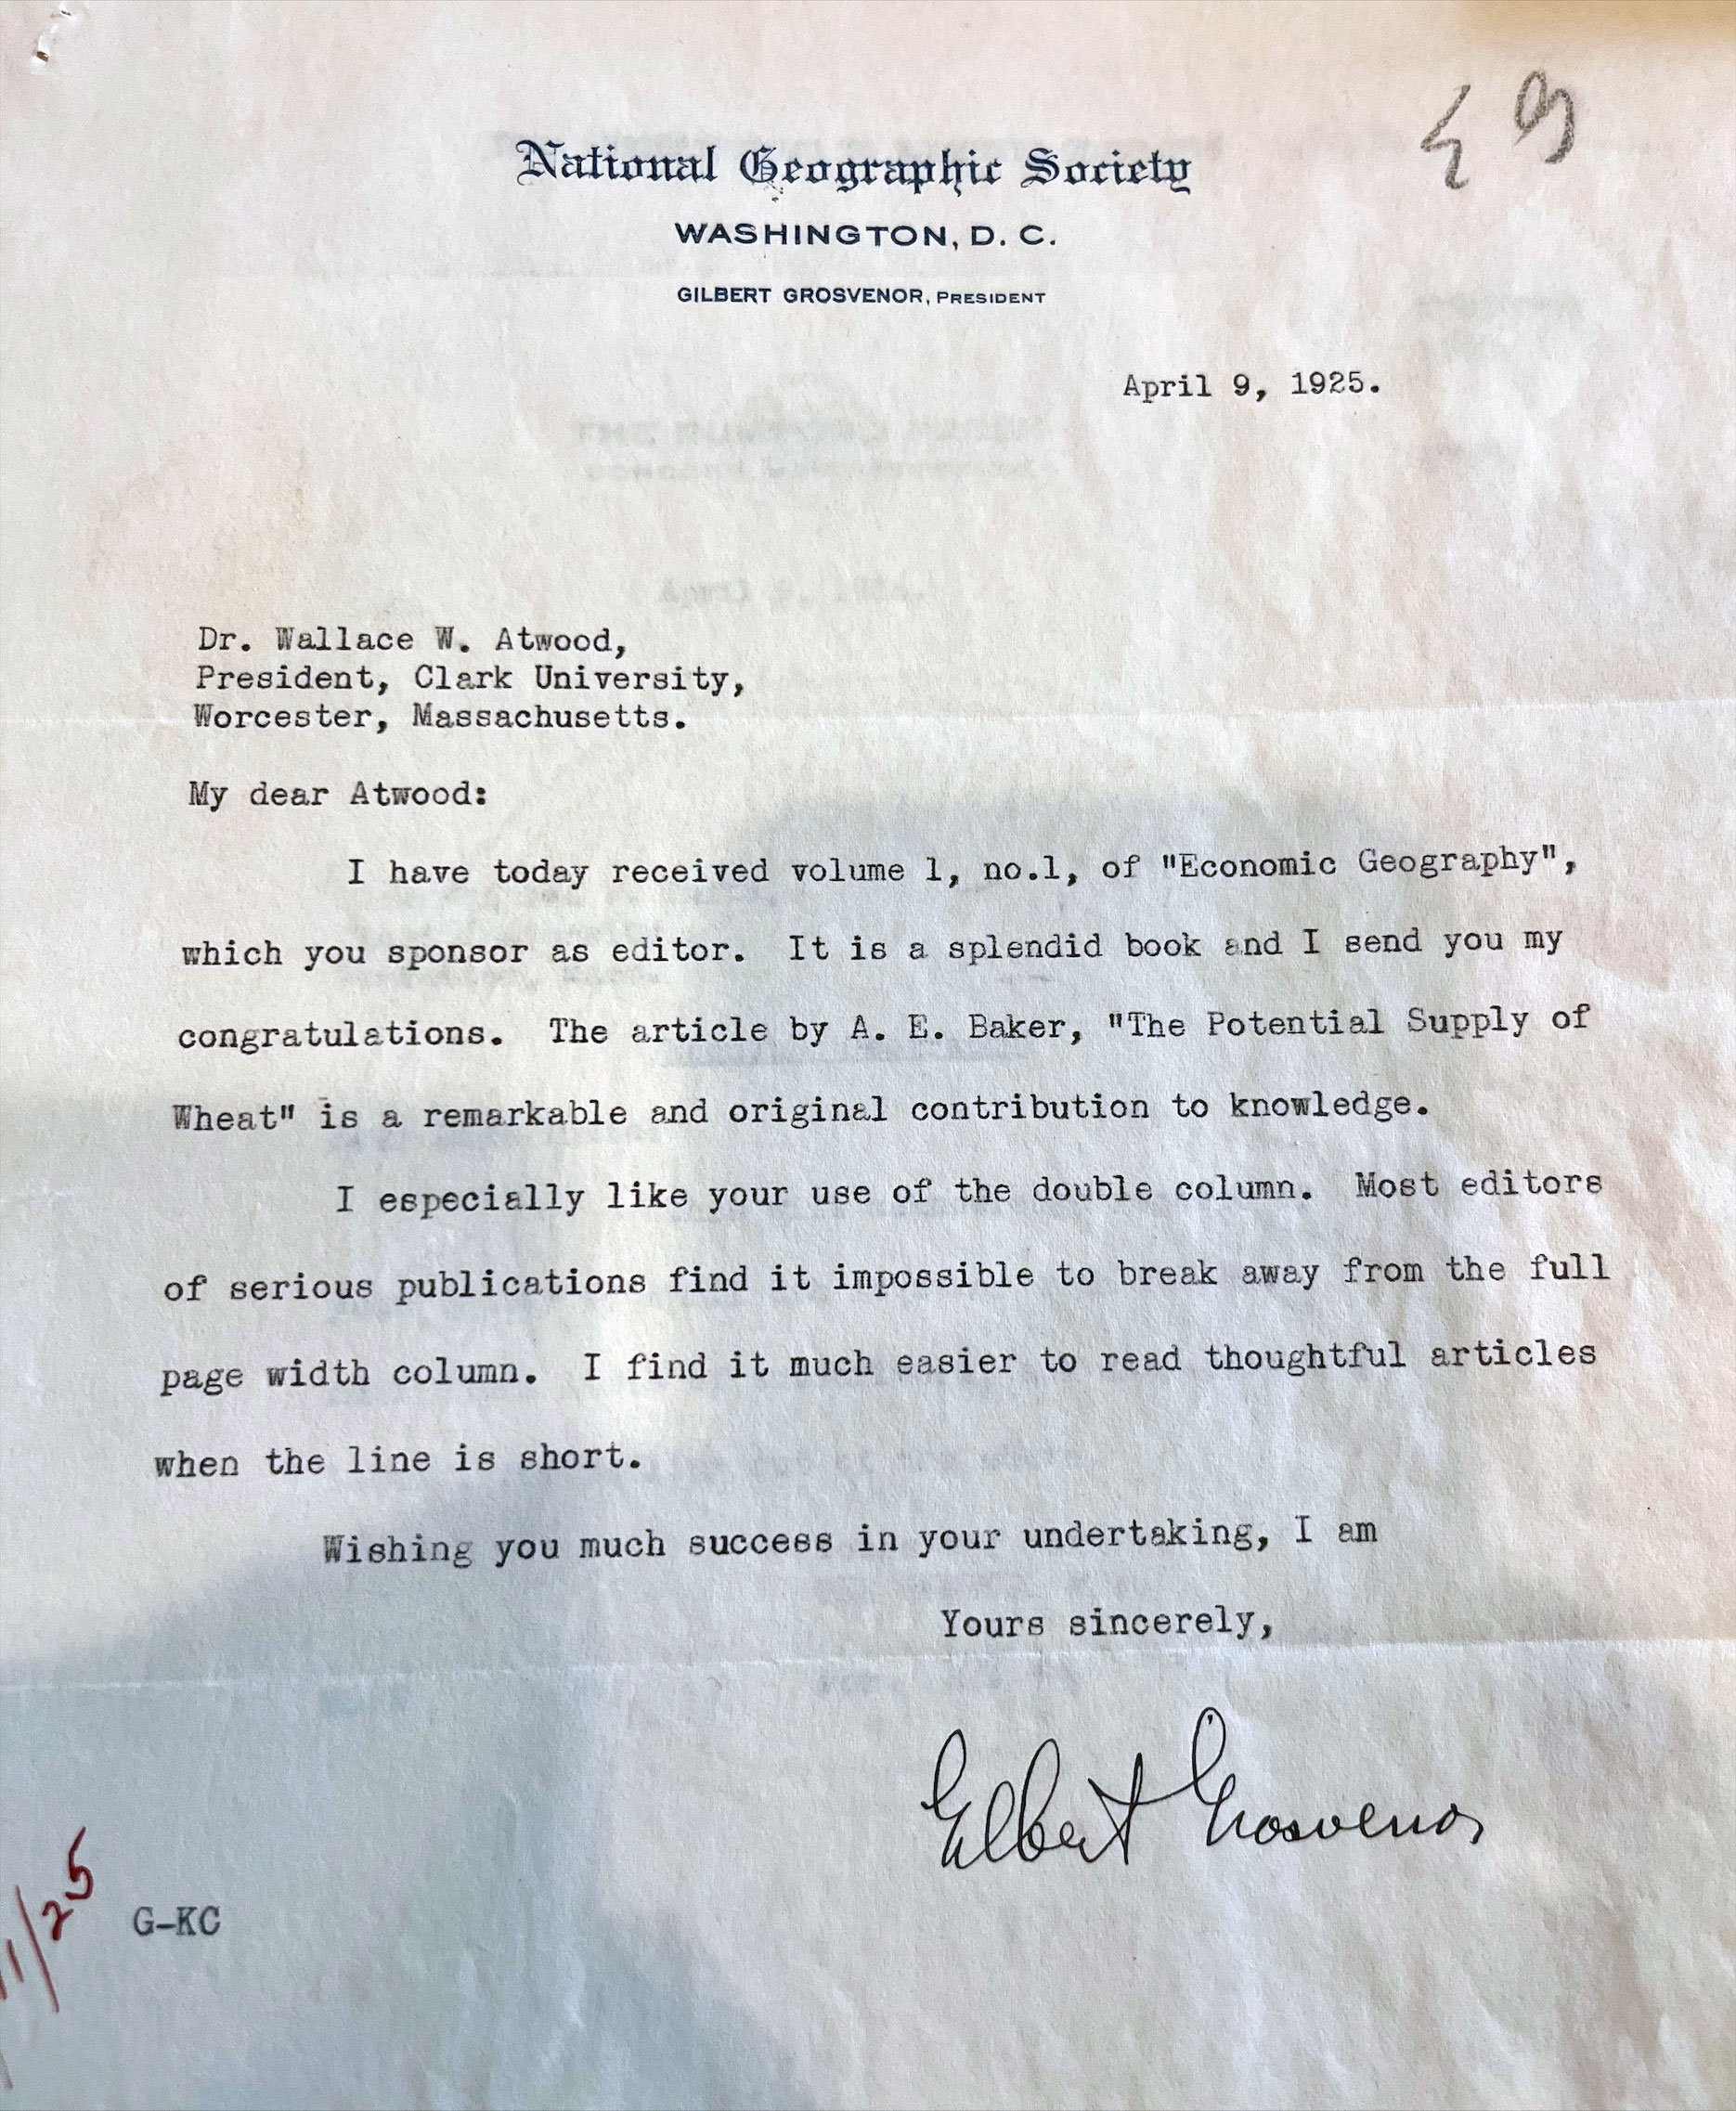 National Geographic Society
WASHINGTON, D. C.
GILBERT GROSVENOR, PRESIDENT
April 9, 1925.
Dr. Wallace W. Atwood,
President, Clark University,
Worcester, Massachusetts.
My dear Atwood:
I have today received volume 1, no.1, of "Economic Geography",
which you sponsor as editor. It is a splendid book and I send you my
congratulations. The article by A. E. Baker, "The Potential Supply of
Wheat" is a remarkable and original contribution to knowledge.
I especially like your use of the double column. Most editors
of serious publications find it impossible to break away from the full
page width column. I find it much easier to read thoughtful articles
when the line is short.
Wishing you much success in your undertaking, I am
Yours sincerely,
Gilbert Grosvenor
G-KC
/25